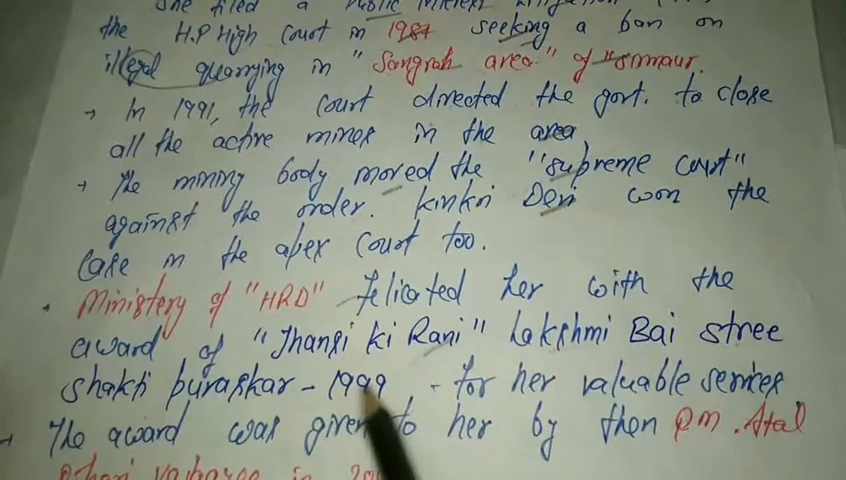 She filed a Public Interest
the H.P High Court in 1987 seeking a ban on
illegal quarrying in "Sangrah area" of "Sirmaur.
→ In 1991, the court directed the govt. to close
all the active mines in the area
→ The mining body moved the "supreme court"
against the order. Kinkri Devi won the
Case in the apex Court too.
• Ministery of "HRD" felicated her with the
award of "Jhansi ki Rani" Lakshmi Bai stree
shakti puraskar - 1999 - for her valuable services
→ The award was given to her by then PM. Atal
in